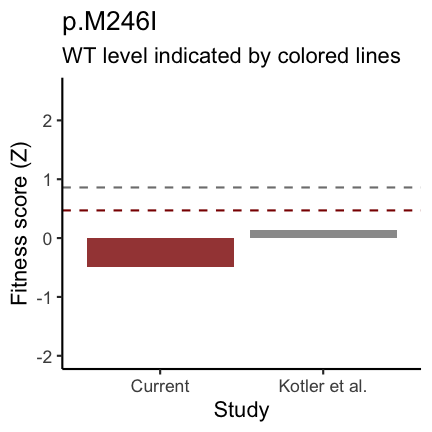 p.M246I
WT level indicated by colored lines
Fitness score (Z)
2
1
0
-1
-2
Current
Kotler et al.
Study